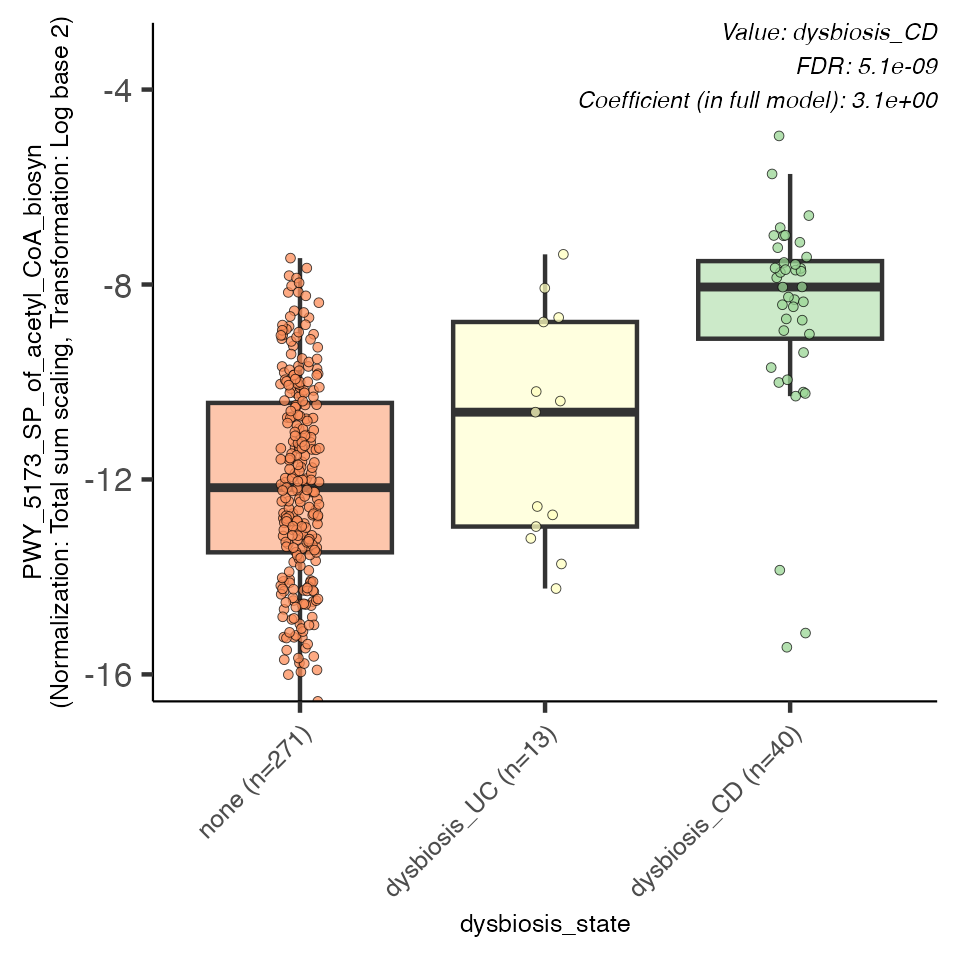 Value: dysbiosis_CD
FDR: 5.1e-09
Coefficient (in full model): 3.1e+00
PWY_5173_SP_of_acetyl_CoA_biosyn
(Normalization: Total sum scaling, Transformation: Log base 2)
-4
-8
-12
-16
none (n=271)
dysbiosis_UC (n=13)
dysbiosis_CD (n=40)
dysbiosis_state